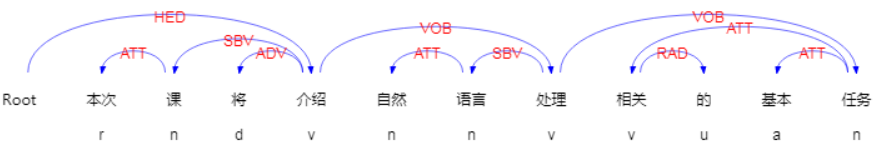 HED VOB
SBV VOB ATT
ATT ADV ATT SBV RAD ATT
Root 本次 课 将 介绍 自然 语言 处理 相关 的 基本 任务
r n d v n n v v u a n